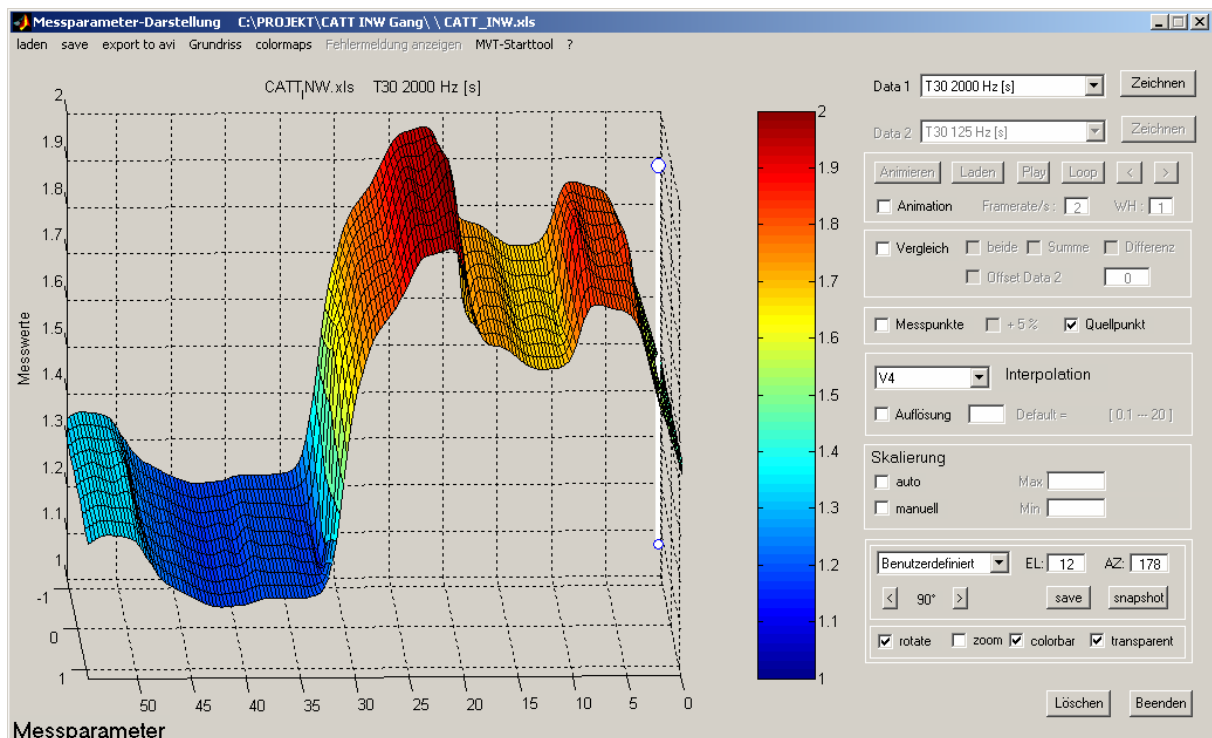 Messparameter-Darstellung C:\PROJEKT\CATT INW Gang\ \ CATT_INW.xls
laden save export to avi Grundriss colormaps Fehlermeldung anzeigen MVT-Starttool ?
CATT_INW.xls T30 2000 Hz [s]
Messwerte
2
1.9
1.8
1.7
1.6
1.5
1.4
1.3
1.2
1.1
1
-1
0
1
50 45 40 35 30 25 20 15 10 5 0
Messparameter
2
1.9
1.8
1.7
1.6
1.5
1.4
1.3
1.2
1.1
1
Data 1 T30 2000 Hz [s] Zeichnen
Data 2 T30 125 Hz [s] Zeichnen
Animieren Laden Play Loop < >
Animation Framerate/s : 2 WH : 1
Vergleich beide Summe Differenz
Offset Data 2 0
Messpunkte + 5 % Quellpunkt
V4 Interpolation
Auflösung Default = [ 0.1 --- 20 ]
Skalierung
auto Max
manuell Min
Benutzerdefiniert EL: 12 AZ: 178
< 90° > save snapshot
rotate zoom colorbar transparent
Löschen Beenden